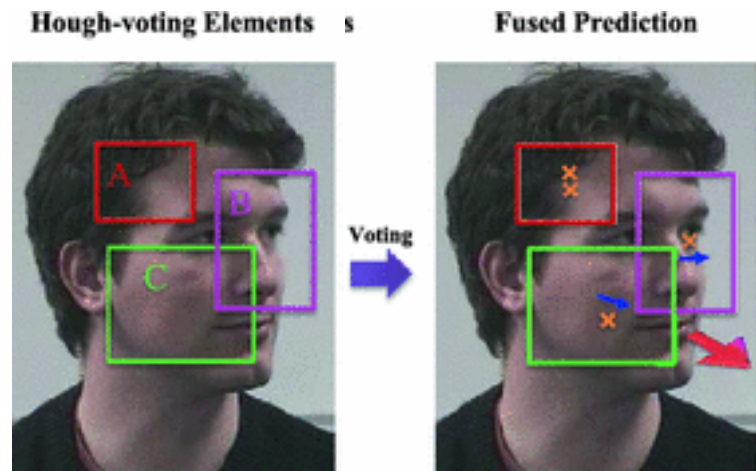 Hough-voting Elements s
Fused Prediction
A
B
C
Voting